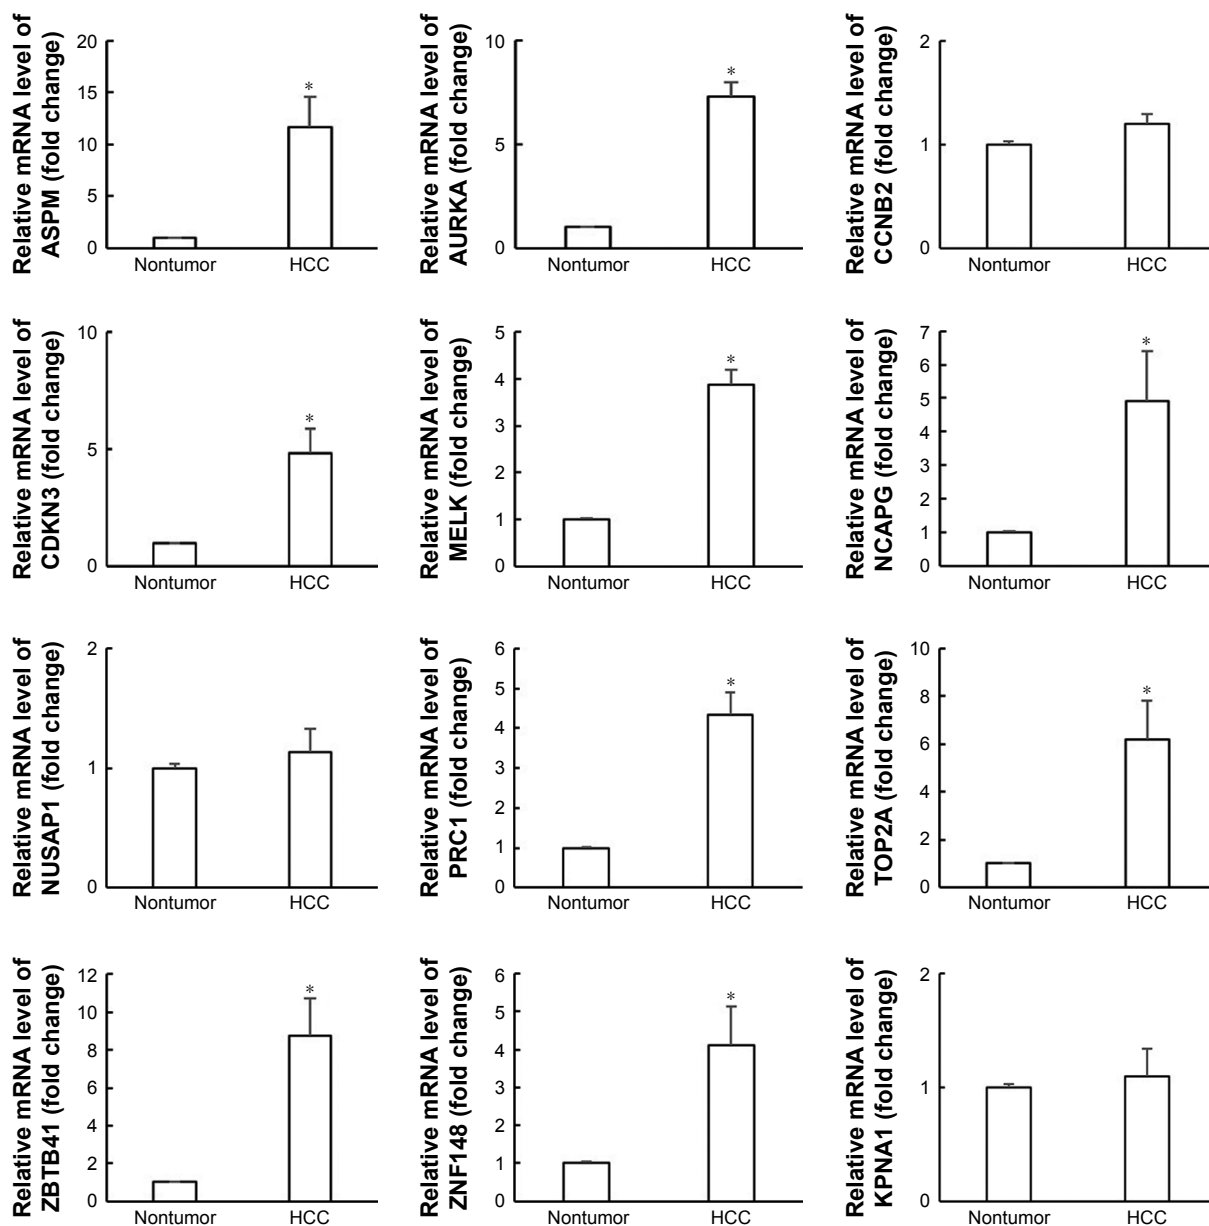 Relative mRNA level of
ASPM (fold change)
20
15
10
5
0
*
Nontumor HCC
Relative mRNA level of
AURKA (fold change)
10
5
0
*
Nontumor HCC
Relative mRNA level of
CCNB2 (fold change)
2
1
0
Nontumor HCC
Relative mRNA level of
CDKN3 (fold change)
10
5
0
*
Nontumor HCC
Relative mRNA level of
MELK (fold change)
5
4
3
2
1
0
*
Nontumor HCC
Relative mRNA level of
NCAPG (fold change)
7
6
5
4
3
2
1
0
*
Nontumor HCC
Relative mRNA level of
NUSAP1 (fold change)
2
1
0
Nontumor HCC
Relative mRNA level of
PRC1 (fold change)
6
5
4
3
2
1
0
*
Nontumor HCC
Relative mRNA level of
TOP2A (fold change)
10
8
6
4
2
0
*
Nontumor HCC
Relative mRNA level of
ZBTB41 (fold change)
12
10
8
6
4
2
0
*
Nontumor HCC
Relative mRNA level of
ZNF148 (fold change)
6
5
4
3
2
1
0
*
Nontumor HCC
Relative mRNA level of
KPNA1 (fold change)
2
1
0
Nontumor HCC